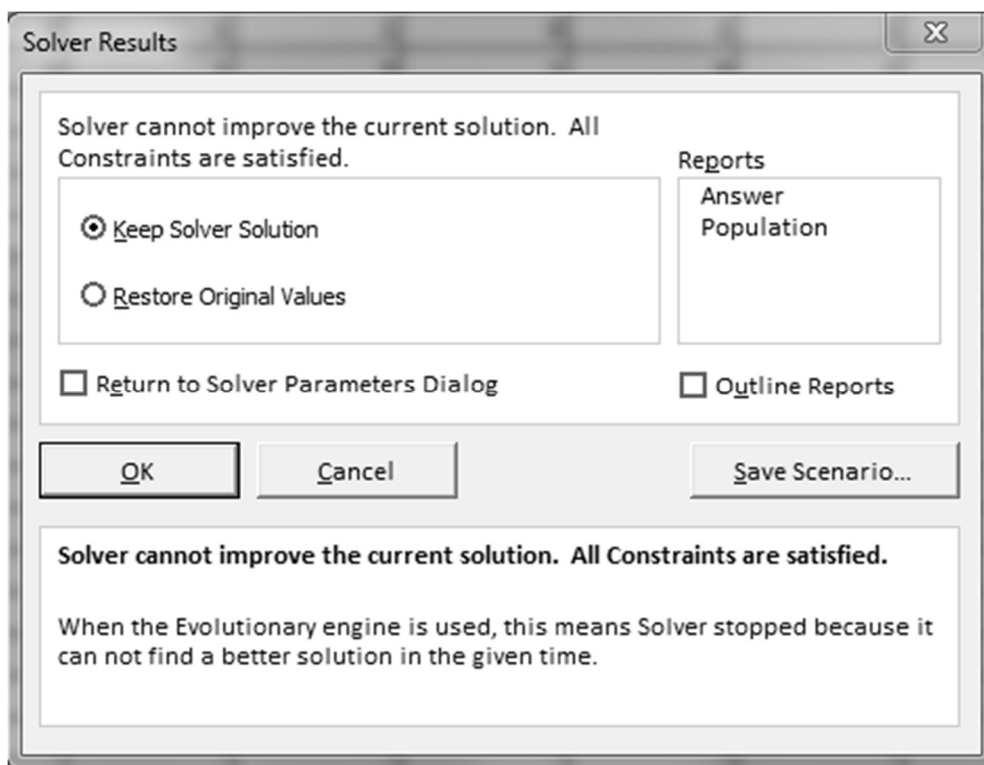 Solver Results
Solver cannot improve the current solution.  All
Constraints are satisfied.
Reports
Answer
Population
Keep Solver Solution
Restore Original Values
Return to Solver Parameters Dialog
Outline Reports
OK
Cancel
Save Scenario...
Solver cannot improve the current solution.  All Constraints are satisfied.
When the Evolutionary engine is used, this means Solver stopped because it
can not find a better solution in the given time.